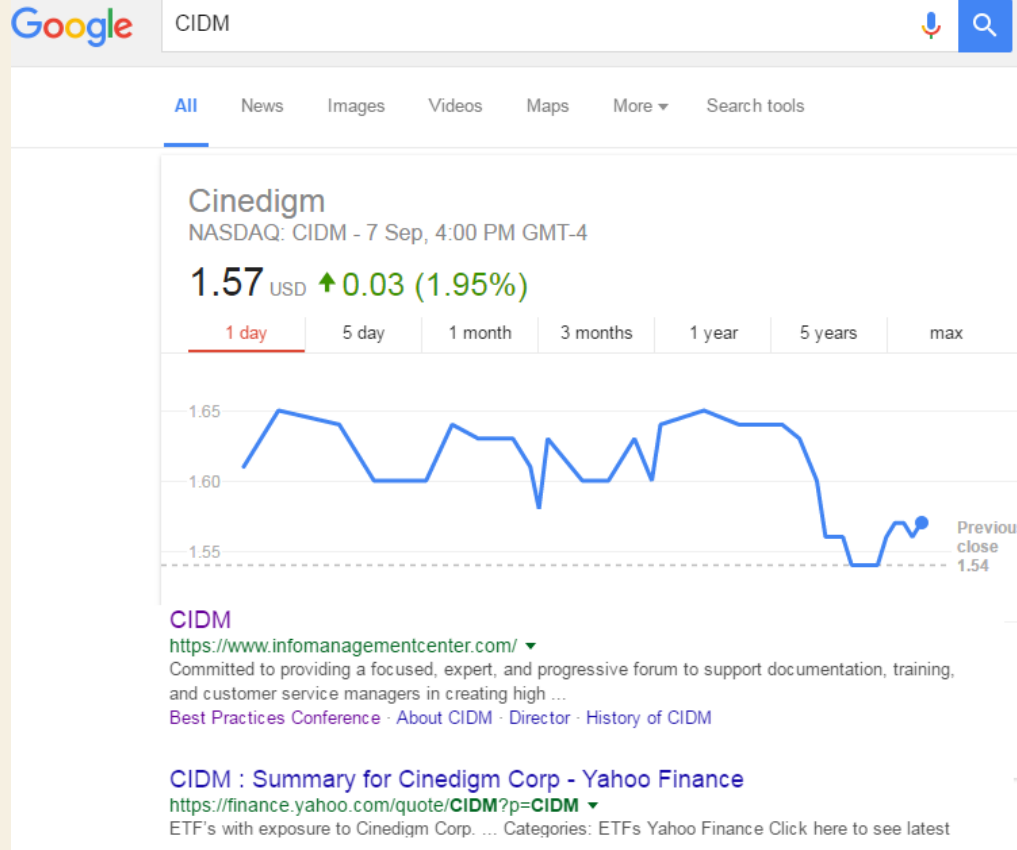 Google CIDM
All News Images Videos Maps More Search tools
Cinedigm
NASDAQ: CIDM - 7 Sep, 4:00 PM GMT-4
1.57 USD 0.03 (1.95%)
1 day 5 day 1 month 3 months 1 year 5 years max
1.65
1.60
1.55
Previou
close
1.54
CIDM
https://www.infomanagementcenter.com/
Committed to providing a focused, expert, and progressive forum to support documentation, training,
and customer service managers in creating high ...
Best Practices Conference · About CIDM · Director · History of CIDM
CIDM : Summary for Cinedigm Corp - Yahoo Finance
https://finance.yahoo.com/quote/CIDM?p=CIDM
ETF's with exposure to Cinedigm Corp. ... Categories: ETFs Yahoo Finance Click here to see latest